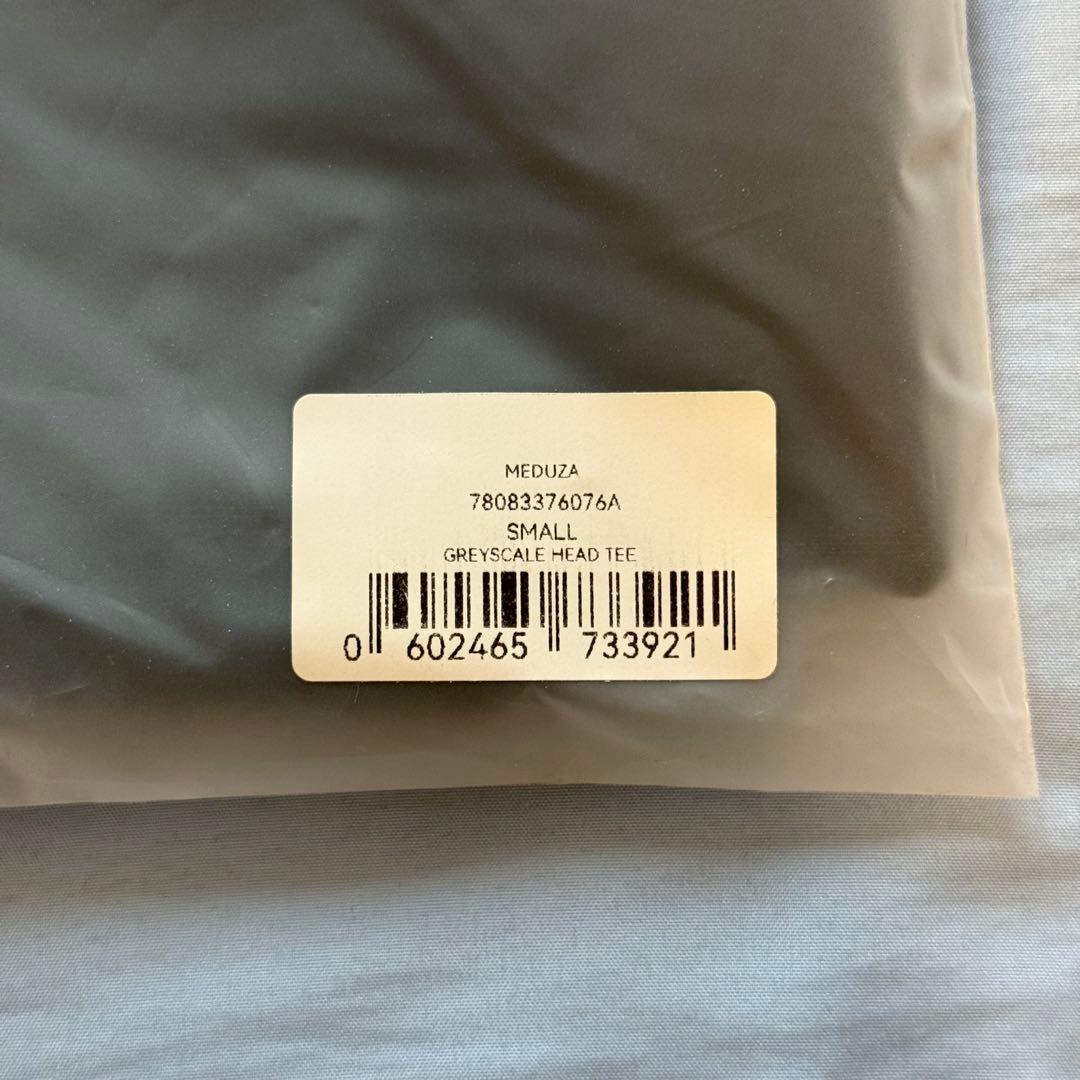 MEDUZA
78083376076A
SMALL
GREYSCALE HEAD TEE
0 602465 733921